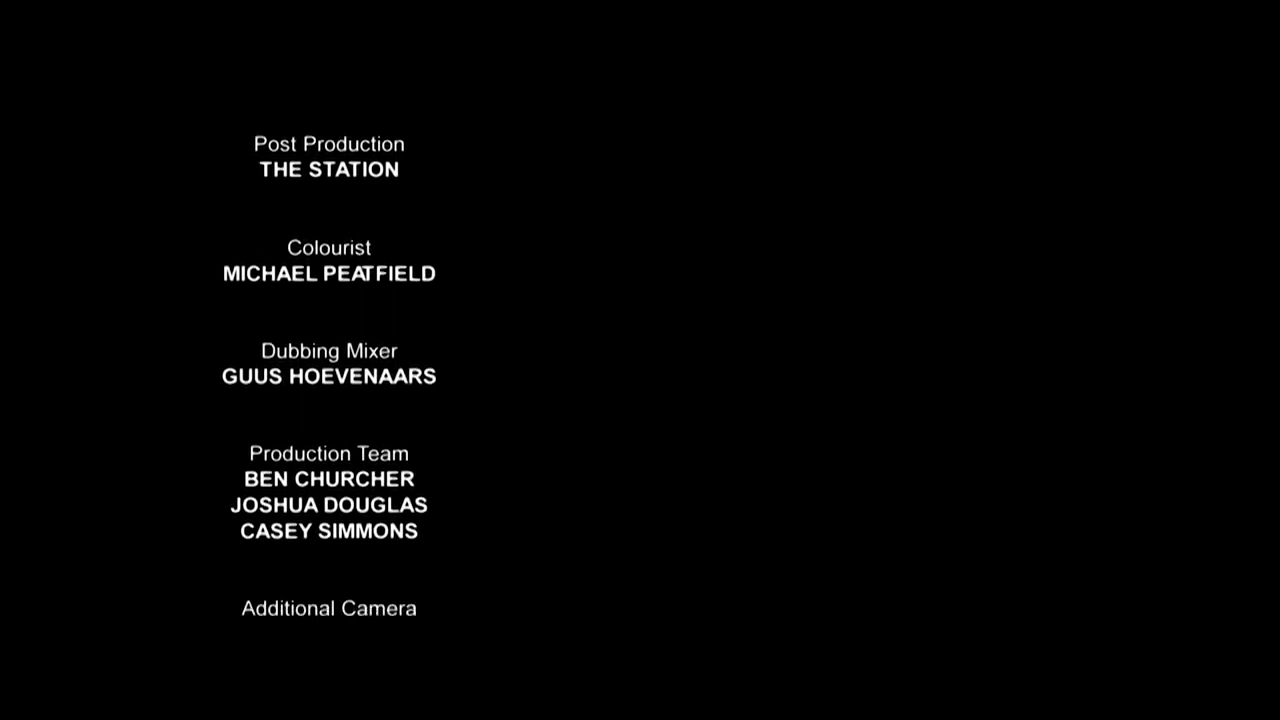 Post Production
THE STATION
Colourist
MICHAEL PEATFIELD
Dubbing Mixer
GUUS HOEVENAARS
Production Team
BEN CHURCHER
JOSHUA DOUGLAS
CASEY SIMMONS
Additional Camera